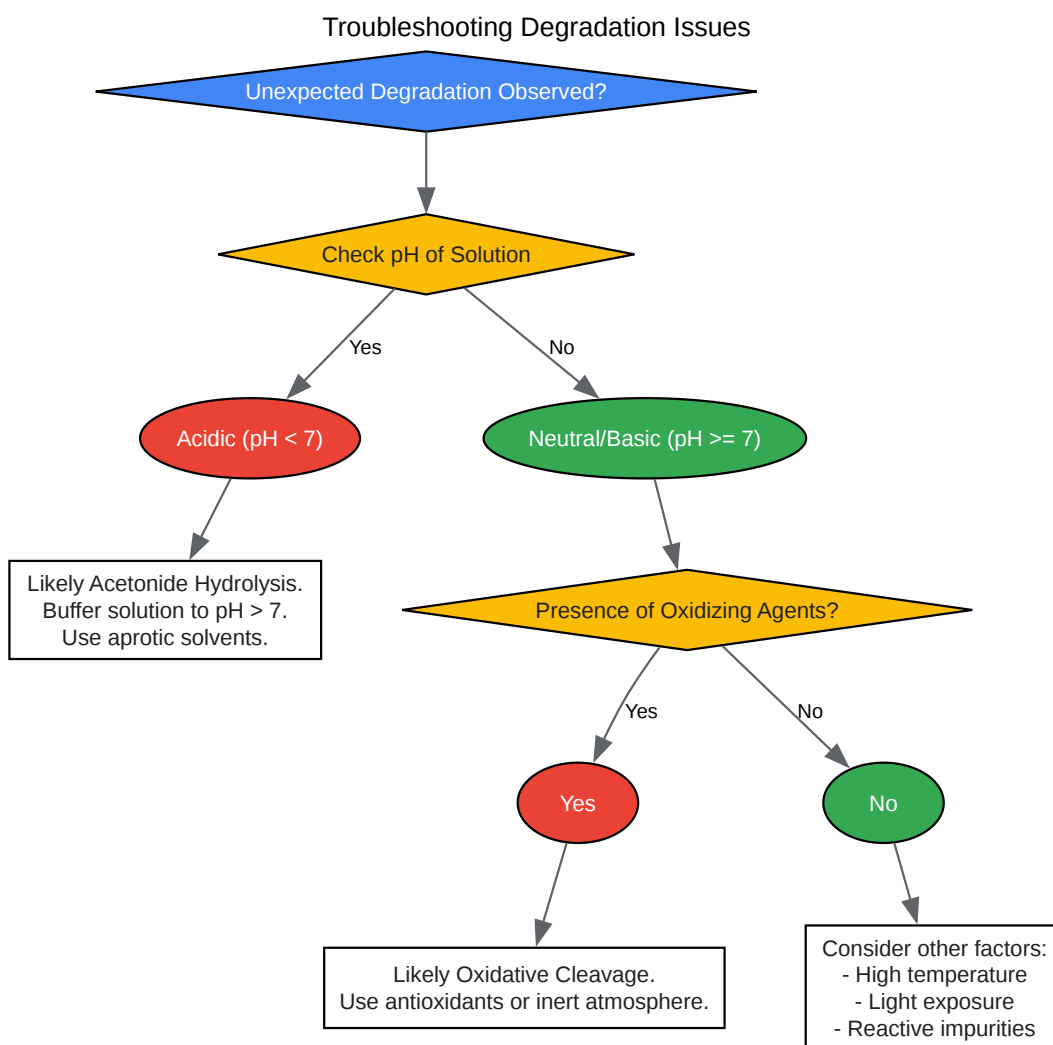 Troubleshooting Degradation Issues
Unexpected Degradation Observed?
Check pH of Solution
Yes
No
Acidic (pH < 7)
Neutral/Basic (pH >= 7)
Likely Acetonide Hydrolysis.
Buffer solution to pH > 7.
Use aprotic solvents.
Presence of Oxidizing Agents?
Yes
No
Yes
No
Likely Oxidative Cleavage.
Use antioxidants or inert atmosphere.
Consider other factors:
- High temperature
- Light exposure
- Reactive impurities